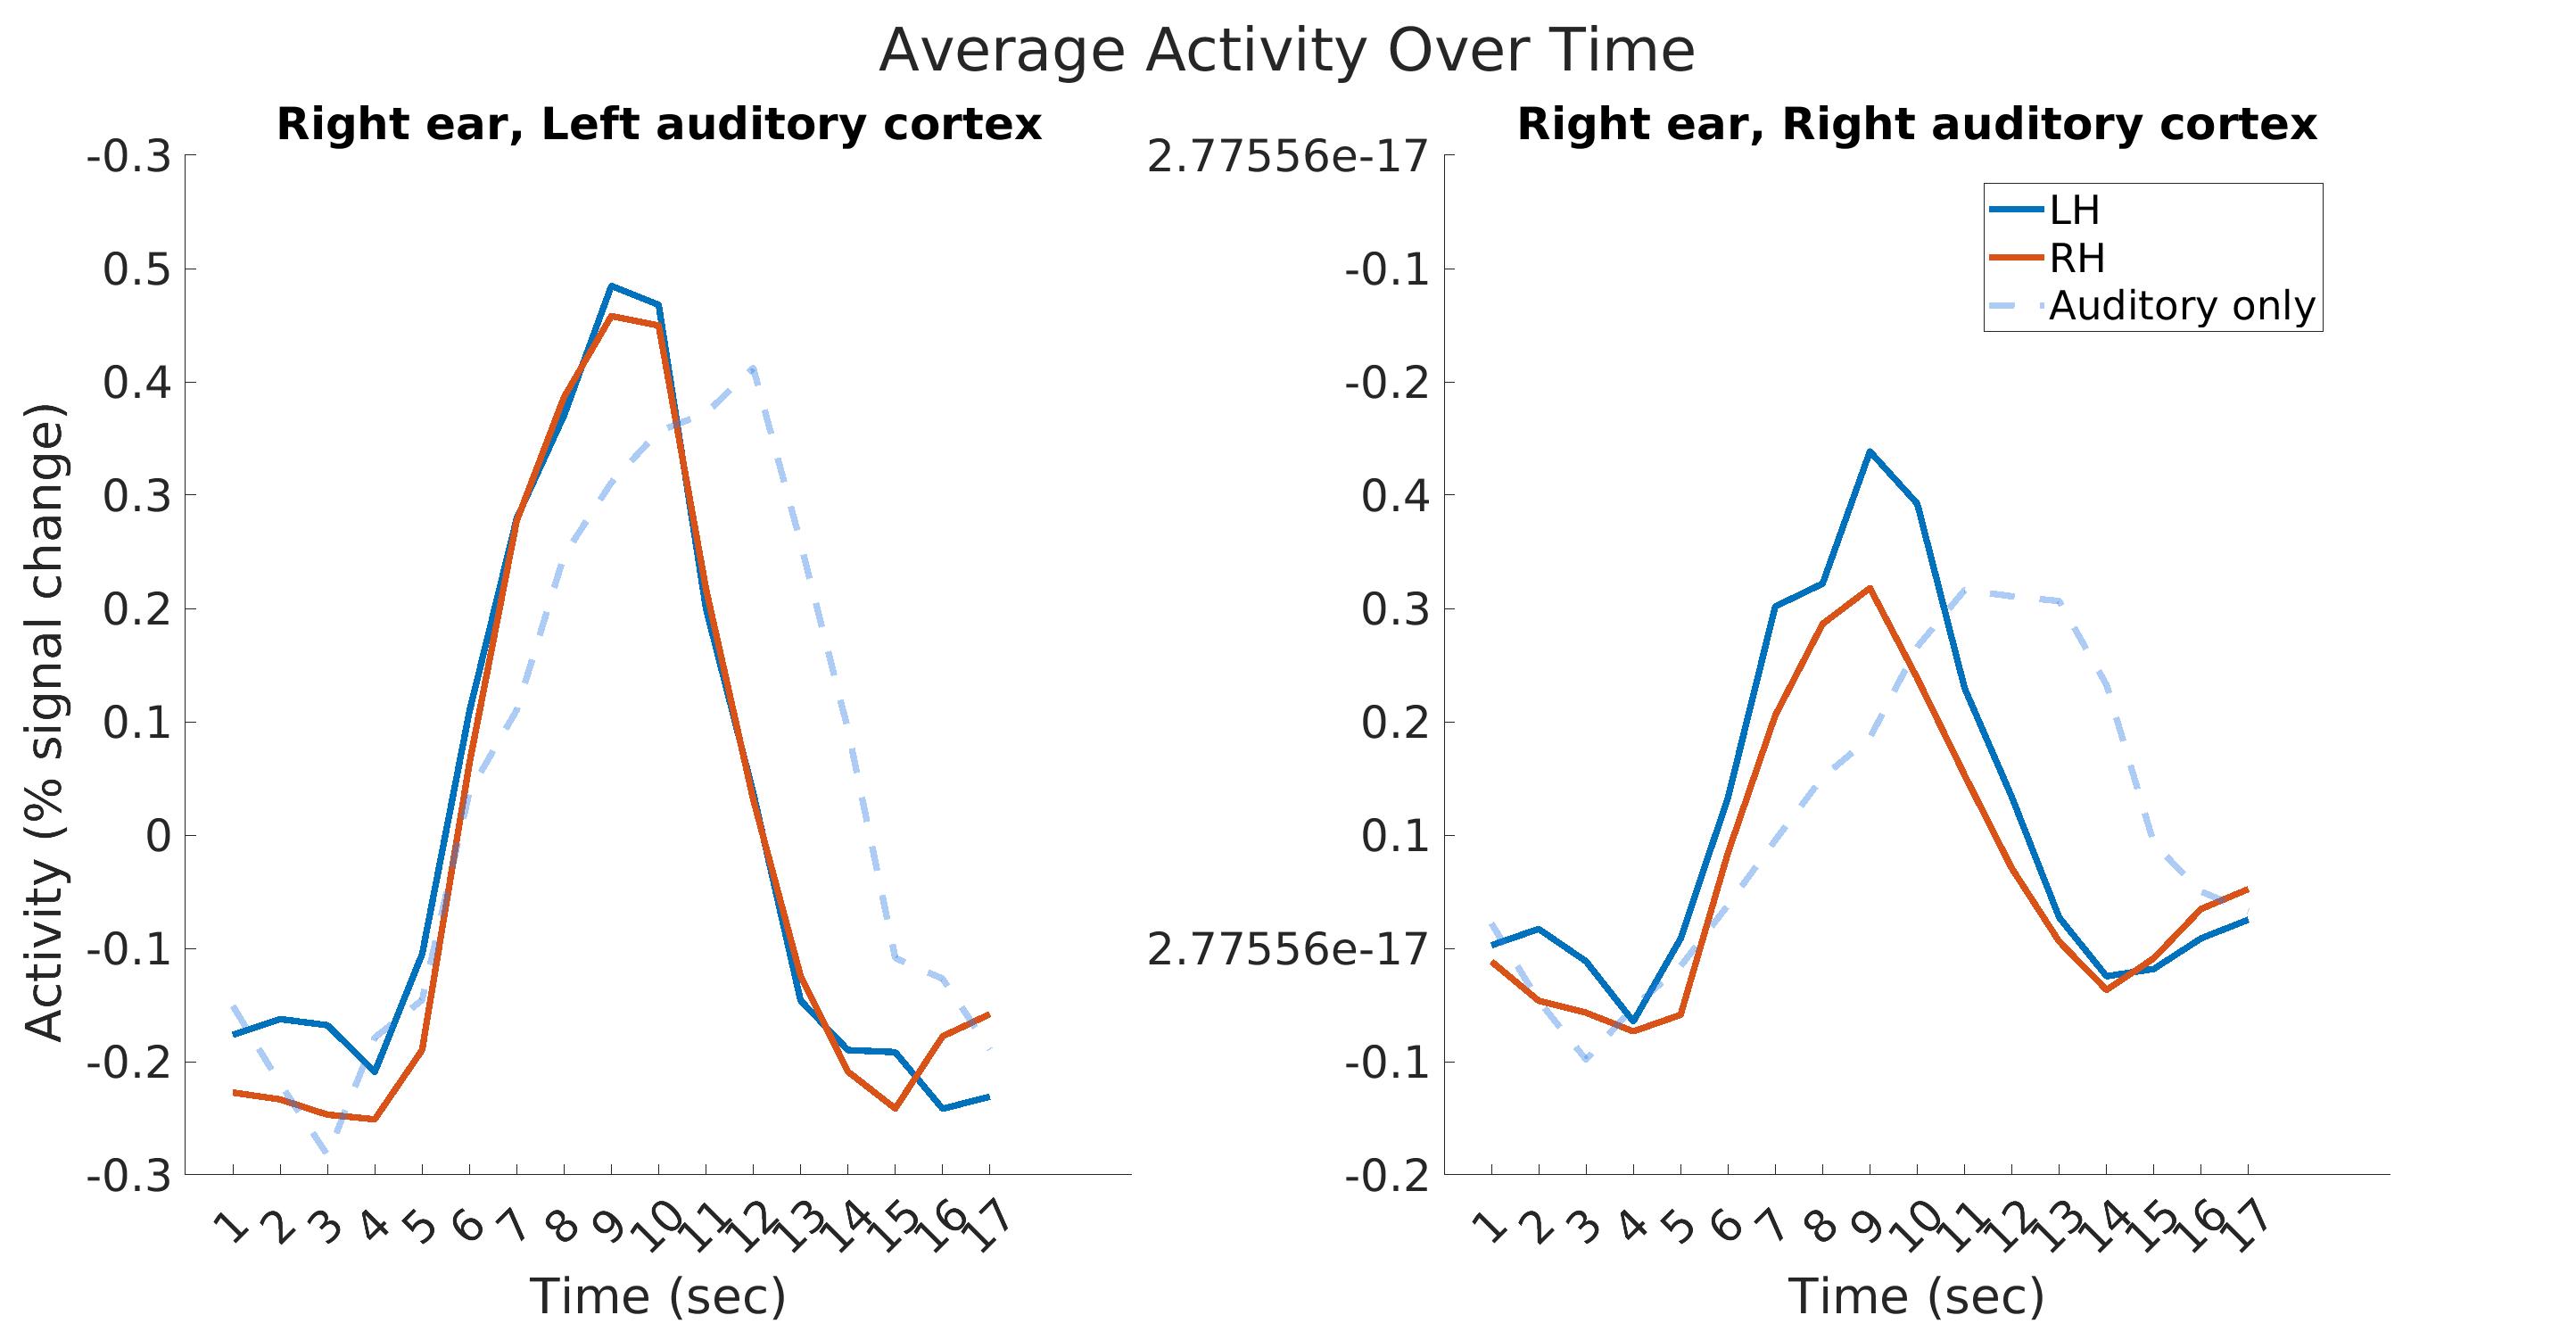 Average Activity Over Time
Right ear, Left auditory cortex
-0.3
0.5
0.4
0.3
0.2
0.1
0
-0.1
-0.2
-0.3
Activity (% signal change)
1 2 3 4 5 6 7 8 9 10 11 12 13 14 15 16 17
Time (sec)
Right ear, Right auditory cortex
2.77556e-17
-0.1
-0.2
0.4
0.3
0.2
0.1
2.77556e-17
-0.1
-0.2
LH
RH
Auditory only
1 2 3 4 5 6 7 8 9 10 11 12 13 14 15 16 17
Time (sec)